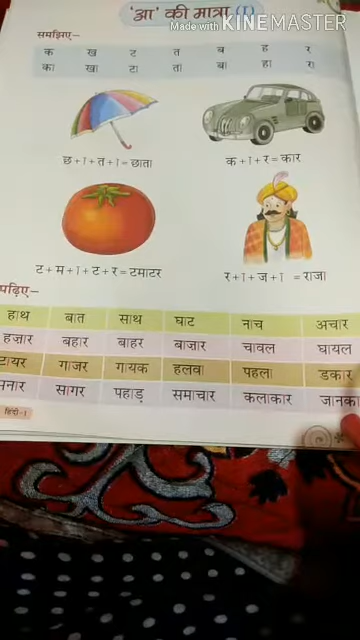 'आ' की मात्रा (ा)
Made with KINEMASTER
समझिए–
क ख ट त ब ह र
का खा टा ता बा हा रा
छ + ा + त + ा = छाता
क + ा + र = कार
ट + म + ा + ट + र = टमाटर
र + ा + ज + ा = राजा
पढ़िए–
हाथ बात साथ घाट नाच अचार
हजार बहार बाहर बाजार चावल घायल
टायर गाजर गायक हलवा पहला डकार
सागर पहाड़ समाचार कलाकार
हिंदी-1